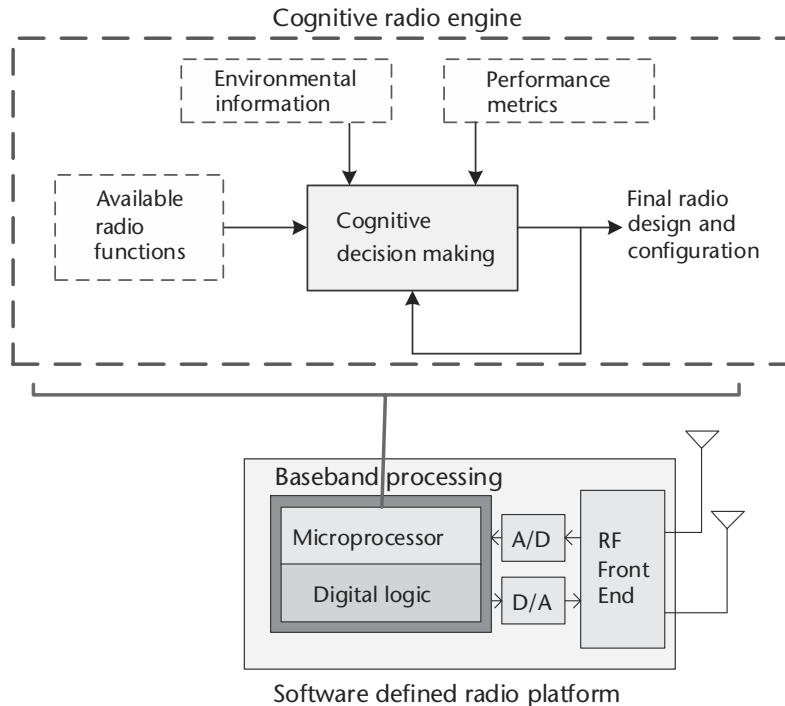 Cognitive radio engine
Environmental
information
Performance
metrics
Available
radio
functions
Cognitive
decision making
Final radio
design and
configuration
Baseband processing
Microprocessor
Digital logic
A/D
D/A
RF
Front
End
Software defined radio platform